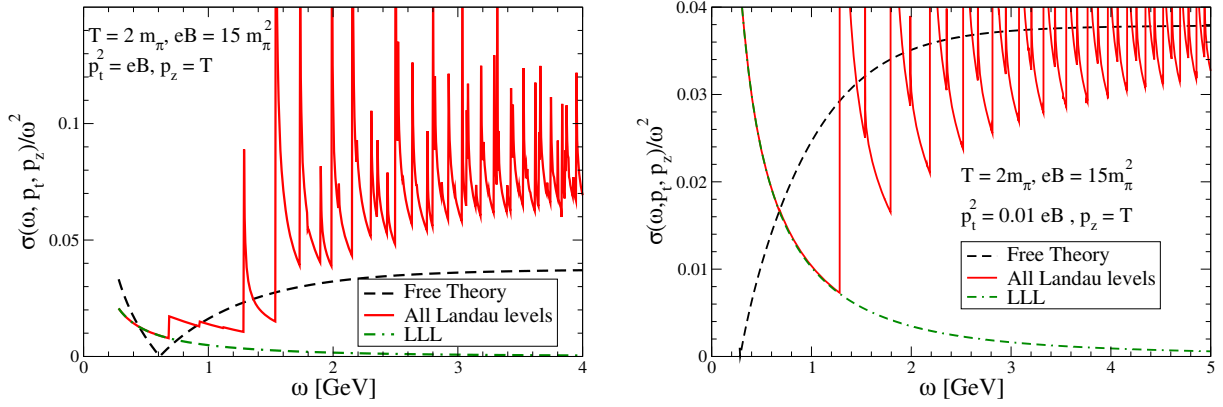 T = 2 m_π, eB = 15 m_π^2
p_t^2 = eB, p_z = T
σ(ω, p_t, p_z)/ω^2
0.1
0.05
0
0 1 2 3 4
ω [GeV]
Free Theory
All Landau levels
LLL
σ(ω,p_t, p_z)/ω^2
0.04
0.03
0.02
0.01
0
T = 2m_π, eB = 15m_π^2
p_t^2 = 0.01 eB , p_z = T
Free Theory
All Landau levels
LLL
0 1 2 3 4 5
ω [GeV]